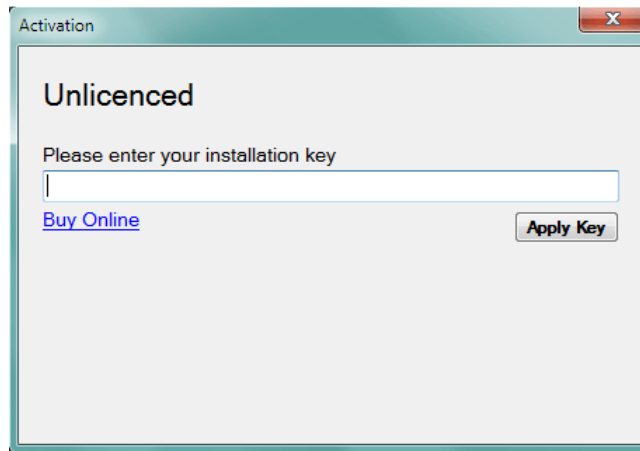 Activation
Unlicenced
Please enter your installation key
Buy Online
Apply Key